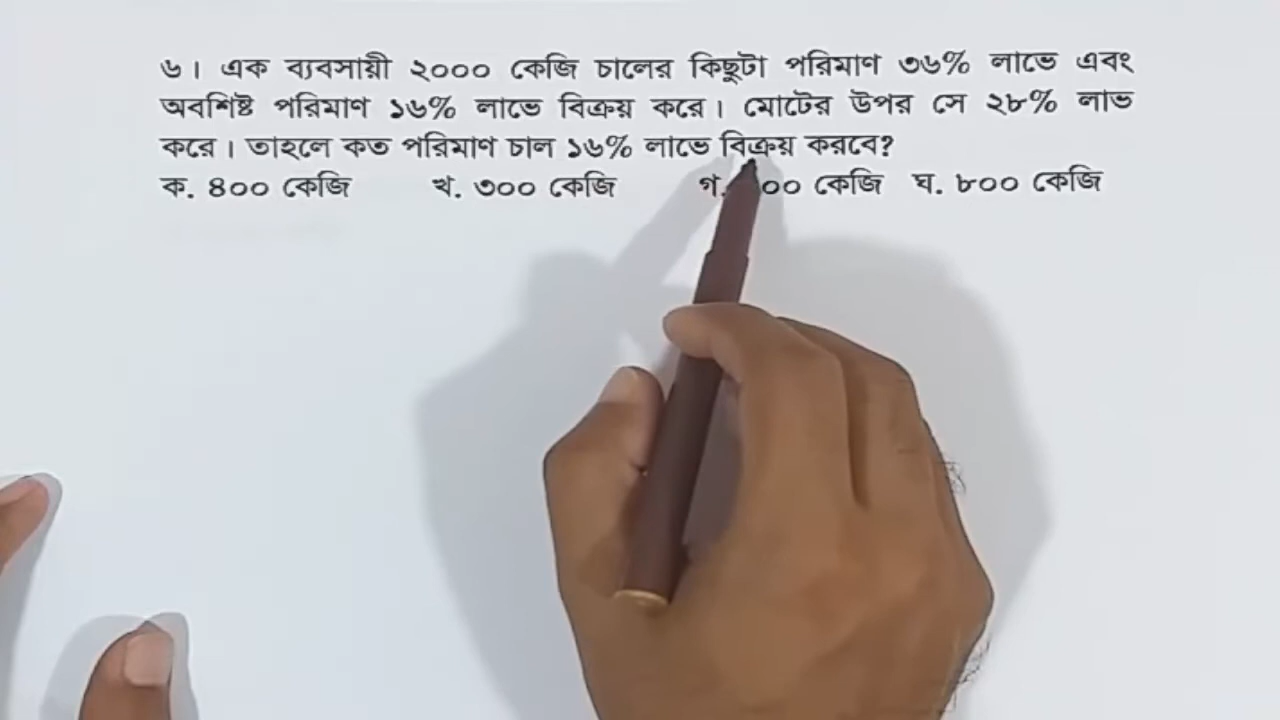 ৬। এক ব্যবসায়ী ২০০০ কেজি চালের কিছুটা পরিমাণ ৩৬% লাভে এবং
অবশিষ্ট পরিমাণ ১৬% লাভে বিক্রয় করে। মোটের উপর সে ২৮% লাভ
করে। তাহলে কত পরিমাণ চাল ১৬% লাভে বিক্রয় করবে?
ক. ৪০০ কেজি খ. ৩০০ কেজি গ. কেজি ঘ. ৮০০ কেজি